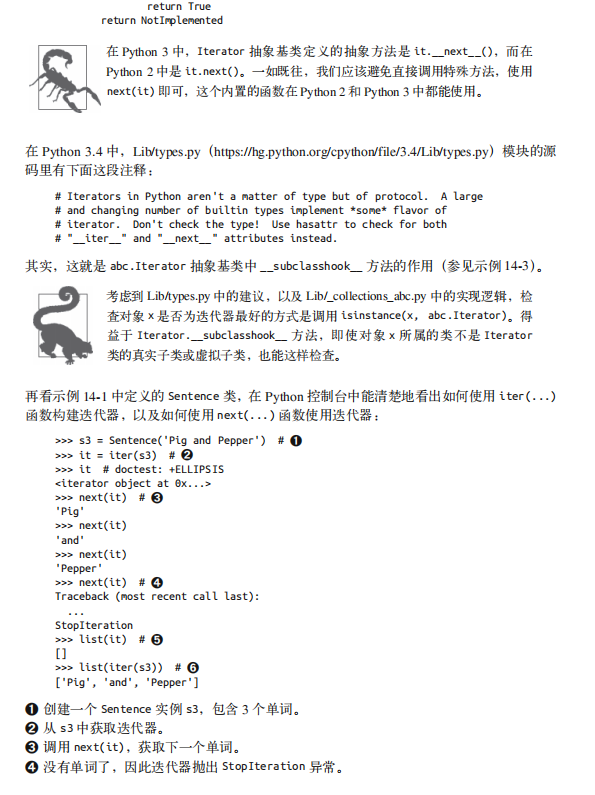 return True
return NotImplemented
在 Python 3 中，Iterator 抽象基类定义的抽象方法是 it.__next__()，而在
Python 2 中是 it.next()。一如既往，我们应该避免直接调用特殊方法，使用
next(it) 即可，这个内置的函数在 Python 2 和 Python 3 中都能使用。
在 Python 3.4 中，Lib/types.py（https://hg.python.org/cpython/file/3.4/Lib/types.py）模块的源
码里有下面这段注释：
# Iterators in Python aren't a matter of type but of protocol.  A large
# and changing number of builtin types implement *some* flavor of
# iterator.  Don't check the type!  Use hasattr to check for both
# "__iter__" and "__next__" attributes instead.
其实，这就是 abc.Iterator 抽象基类中 __subclasshook__ 方法的作用（参见示例 14-3）。
考虑到 Lib/types.py 中的建议，以及 Lib/_collections_abc.py 中的实现逻辑，检
查对象 x 是否为迭代器最好的方式是调用 isinstance(x, abc.Iterator)。得
益于 Iterator.__subclasshook__ 方法，即使对象 x 所属的类不是 Iterator
类的真实子类或虚拟子类，也能这样检查。
再看示例 14-1 中定义的 Sentence 类，在 Python 控制台中能清楚地看出如何使用 iter(...)
函数构建迭代器，以及如何使用 next(...) 函数使用迭代器：
>>> s3 = Sentence('Pig and Pepper')  # ❶
>>> it = iter(s3)  # ❷
>>> it  # doctest: +ELLIPSIS
<iterator object at 0x...>
>>> next(it)  # ❸
'Pig'
>>> next(it)
'and'
>>> next(it)
'Pepper'
>>> next(it)  # ❹
Traceback (most recent call last):
...
StopIteration
>>> list(it)  # ❺
[]
>>> list(iter(s3))  # ❻
['Pig', 'and', 'Pepper']
❶ 创建一个 Sentence 实例 s3，包含 3 个单词。
❷ 从 s3 中获取迭代器。
❸ 调用 next(it)，获取下一个单词。
❹ 没有单词了，因此迭代器抛出 StopIteration 异常。